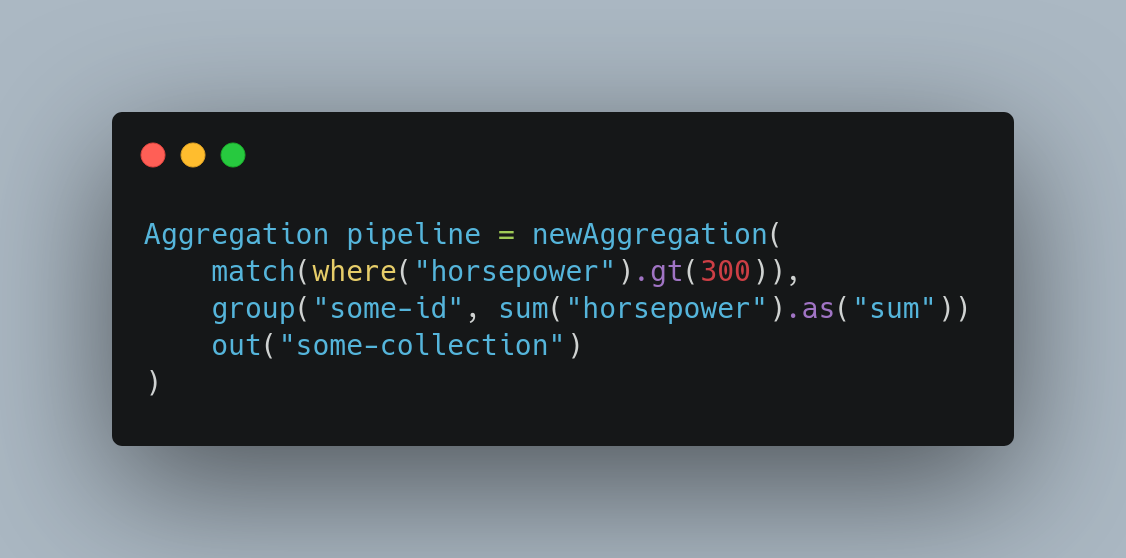 Aggregation pipeline = newAggregation(
    match(where("horsepower").gt(300)),
    group("some-id", sum("horsepower").as("sum"))
    out("some-collection")
)